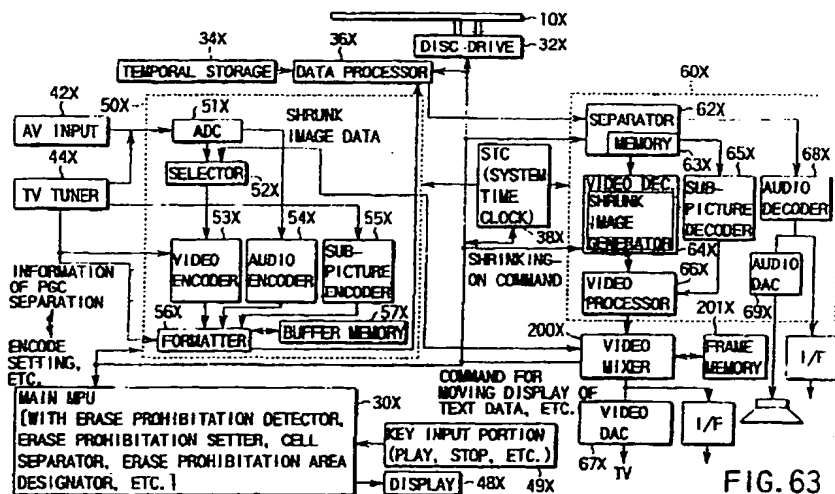 10X
34X
36X
DISC DRIVE
32X
TEMPORAL STORAGE
DATA PROCESSOR
60X
42X
50X
51X
SHRUNK
IMAGE DATA
62X
AV INPUT
ADC
SEPARATOR
MEMORY
44X
SELECTOR
STC
(SYSTEM
TIME
CLOCK)
63X
65X
68X
TV TUNER
52X
VIDEO DEC.
SHRUNK
IMAGE
GENERATOR
SUB-
PICTURE
DECODER
AUDIO
DECODER
53X
54X
55X
38X
64X
VIDEO
ENCODER
AUDIO
ENCODER
SUB-
PICTURE
ENCODER
SHRINKING-
ON COMMAND
66X
AUDIO
DAC
INFORMATION
OF PGC
SEPARATION
VIDEO
PROCESSOR
69X
56X
57X
200X
201X
FORMATTER
BUFFER MEMORY
VIDEO
MIXER
FRAME
MEMORY
I/F
ENCODE
SETTING,
ETC.
30X
COMMAND FOR
MOVING DISPLAY OF
TEXT DATA, ETC.
MAIN MPU
[WITH ERASE PROHIBITATION DETECTOR,
ERASE PROHIBITATION SETTER, CELL
SEPARATOR, ERASE PROHIBITATION AREA
DESIGNATOR, ETC.]
KEY INPUT PORTION
(PLAY, STOP, ETC.)
VIDEO
DAC
I/F
DISPLAY
48X
49X
67X
TV
FIG. 63